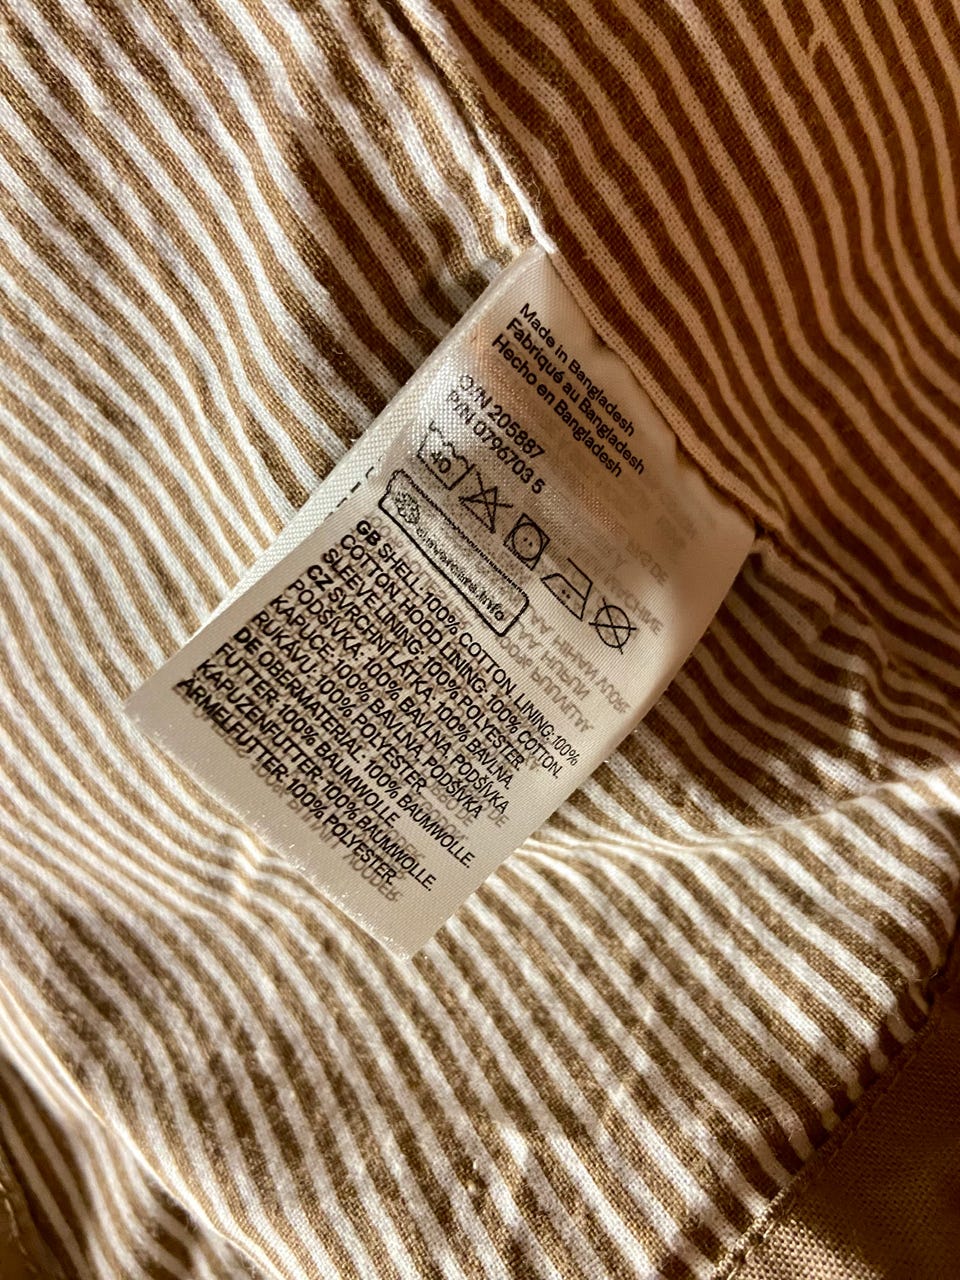 Made in Bangladesh
Fabriqué au Bangladesh
Hecho en Bangladesh
O/N 205887
P/N 0796703 5
40
GB SHELL: 100% COTTON. LINING: 100%
COTTON. HOOD LINING: 100% COTTON.
SLEEVE LINING: 100% POLYESTER
CZ SVRCHNÍ LÁTKA: 100% BAVLNA.
PODŠÍVKA: 100% BAVLNA. PODŠÍVKA
KAPUCE: 100% BAVLNA. PODŠÍVKA
RUKÁVU: 100% POLYESTER
DE OBERMATERIAL: 100% BAUMWOLLE.
FUTTER: 100% BAUMWOLLE.
KAPUZENFUTTER: 100% BAUMWOLLE.
ÄRMELFUTTER: 100% POLYESTER